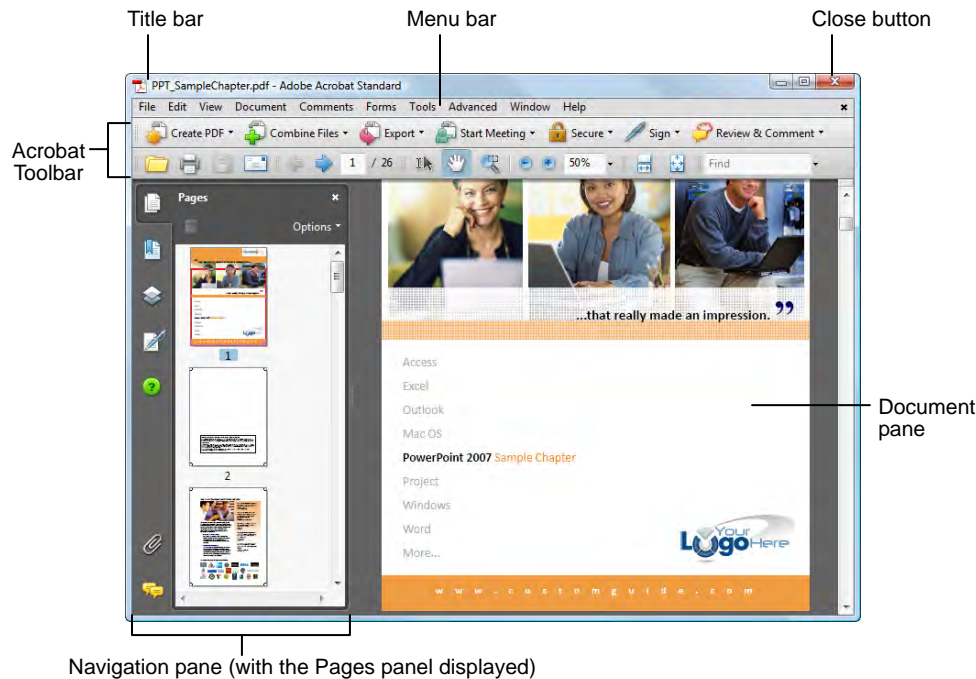 Title bar
Menu bar
Close button
PPT_SampleChapter.pdf - Adobe Acrobat Standard
File Edit View Document Comments Forms Tools Advanced Window Help
Acrobat Toolbar
Create PDF Combine Files Export Start Meeting Secure Sign Review & Comment
1 / 26 50% Find
Pages
Options
1
2
...that really made an impression. ”
Access
Excel
Outlook
Mac OS
PowerPoint 2007 Sample Chapter
Project
Windows
Word
More...
Your
Logo Here
www.customguide.com
Document pane
Navigation pane (with the Pages panel displayed)